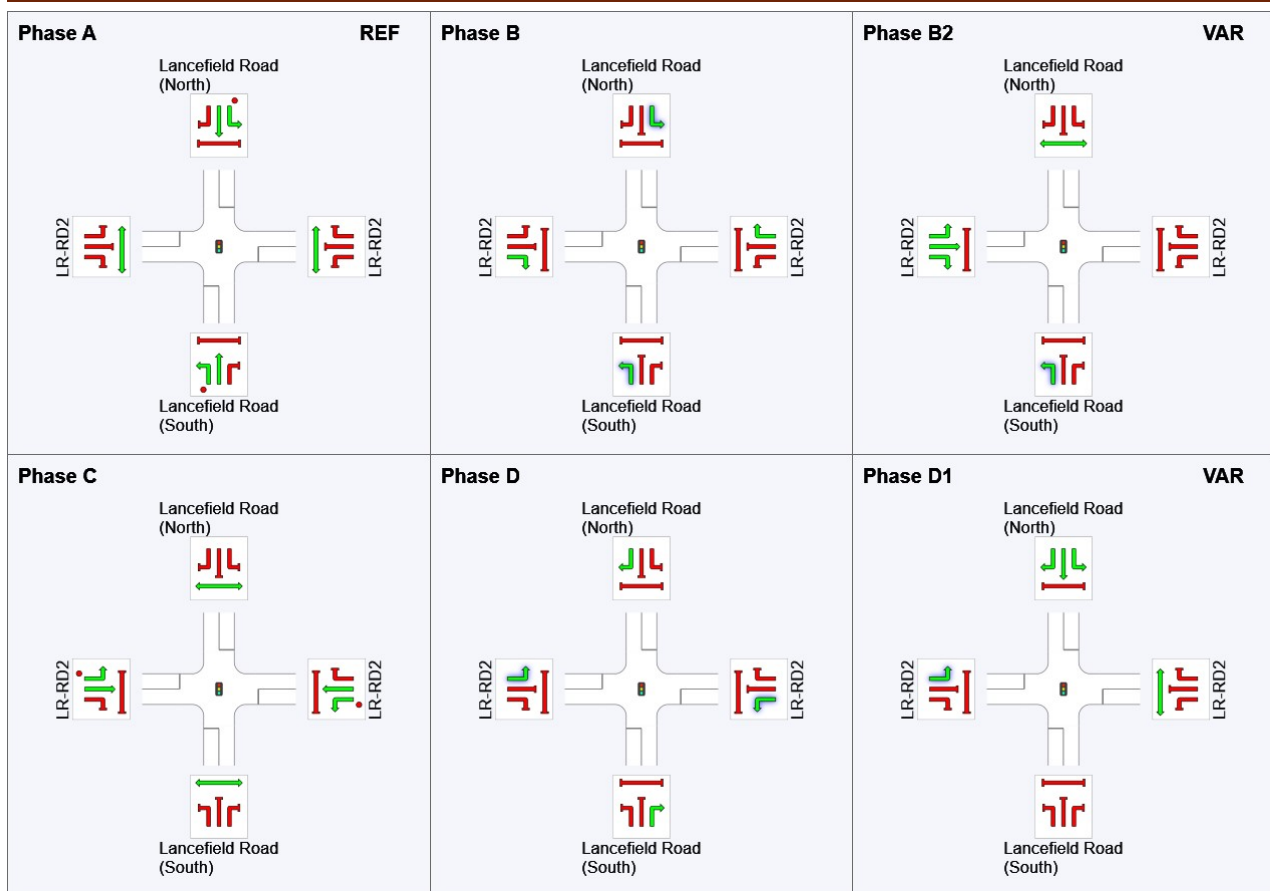 Phase A REF
Lancefield Road
(North)
LR-RD2
LR-RD2
Lancefield Road
(South)
Phase B
Lancefield Road
(North)
LR-RD2
LR-RD2
Lancefield Road
(South)
Phase B2 VAR
Lancefield Road
(North)
LR-RD2
LR-RD2
Lancefield Road
(South)
Phase C
Lancefield Road
(North)
LR-RD2
LR-RD2
Lancefield Road
(South)
Phase D
Lancefield Road
(North)
LR-RD2
LR-RD2
Lancefield Road
(South)
Phase D1 VAR
Lancefield Road
(North)
LR-RD2
LR-RD2
Lancefield Road
(South)